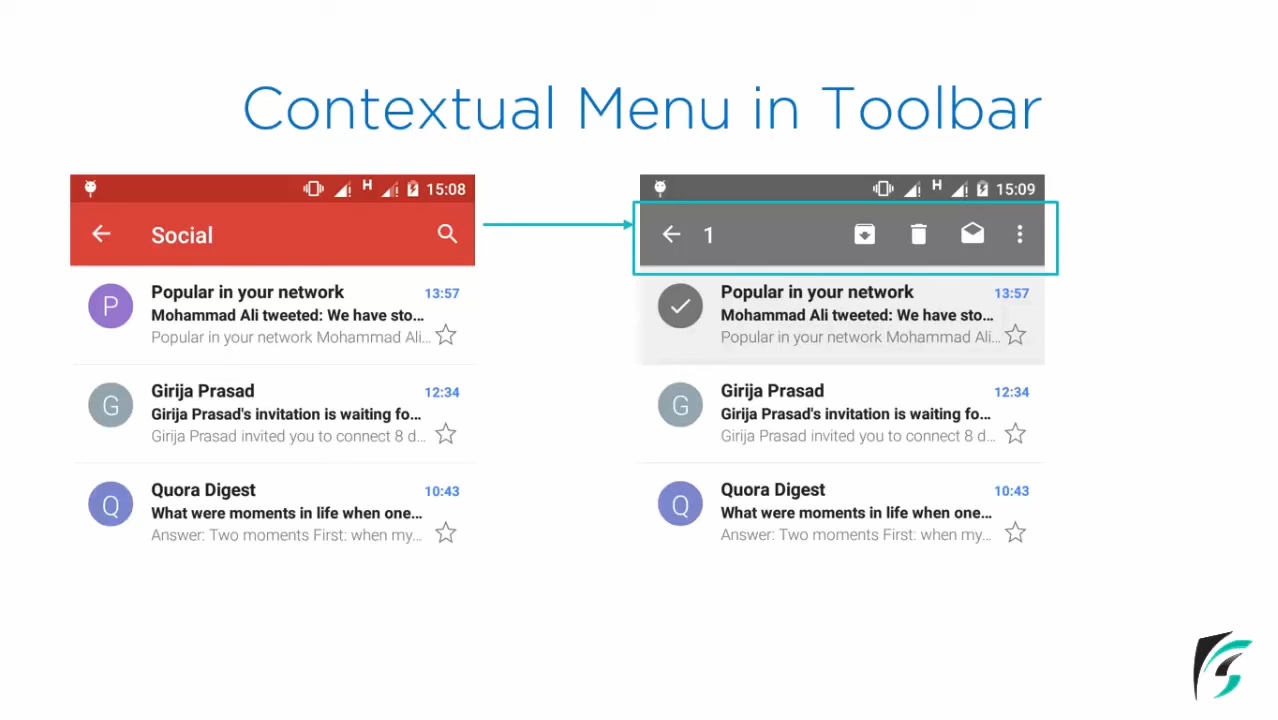 Contextual Menu in Toolbar
H 15:08
Social
P
Popular in your network 13:57
Mohammad Ali tweeted: We have sto...
Popular in your network Mohammad Ali...
G
Girija Prasad 12:34
Girija Prasad's invitation is waiting fo...
Girija Prasad invited you to connect 8 d...
Q
Quora Digest 10:43
What were moments in life when one...
Answer: Two moments First: when my...
H 15:09
1
Popular in your network 13:57
Mohammad Ali tweeted: We have sto...
Popular in your network Mohammad Ali...
G
Girija Prasad 12:34
Girija Prasad's invitation is waiting fo...
Girija Prasad invited you to connect 8 d...
Q
Quora Digest 10:43
What were moments in life when one...
Answer: Two moments First: when my...